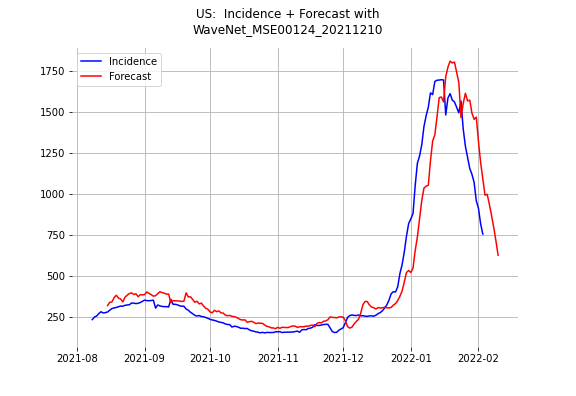 US:  Incidence + Forecast with
WaveNet_MSE00124_20211210
Incidence
Forecast
1750
1500
1250
1000
750
500
250
2021-08 2021-09 2021-10 2021-11 2021-12 2022-01 2022-02